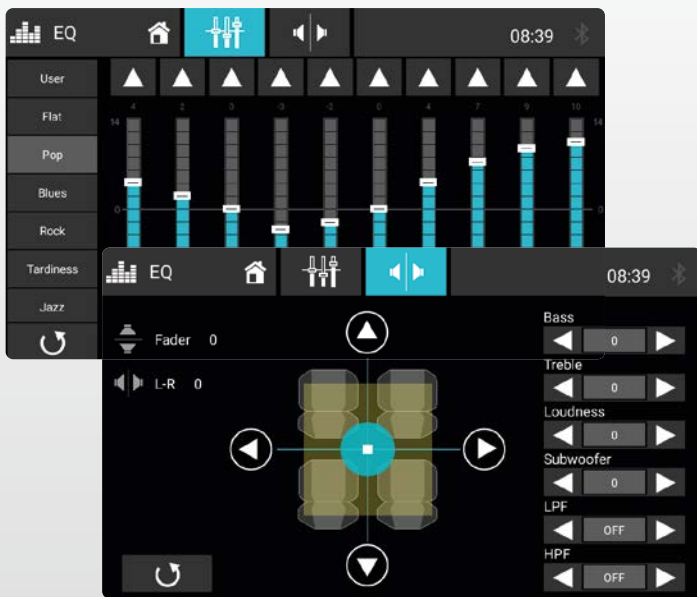 EQ
08:39
User
Flat
Pop
Blues
Rock
Tardiness
Jazz
4 2 0 -3 -2 0 4 7 9 10
14 14
0 0
EQ
08:39
Fader 0
L-R 0
Bass
0
Treble
0
Loudness
0
Subwoofer
0
LPF
OFF
HPF
OFF